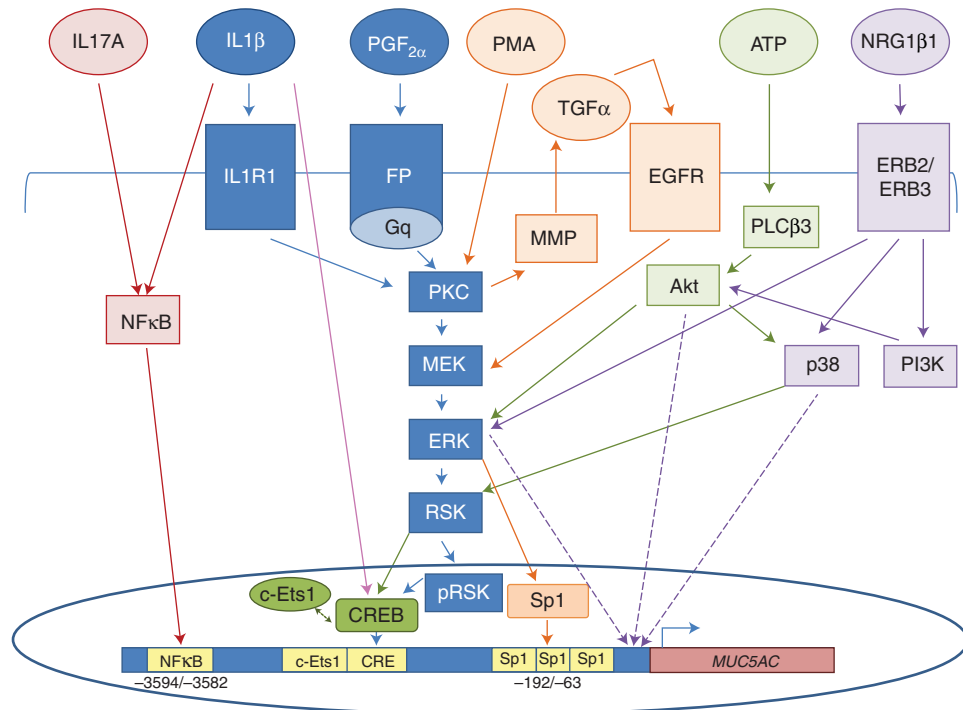 IL17A
IL1β
PGF2α
PMA
ATP
NRG1β1
TGFα
IL1R1
FP
Gq
EGFR
ERB2/
ERB3
MMP
PLCβ3
PKC
Akt
NFκB
MEK
p38
PI3K
ERK
RSK
c-Ets1
CREB
pRSK
Sp1
NFκB
c-Ets1
CRE
Sp1
Sp1
Sp1
MUC5AC
–3594/–3582
–192/–63